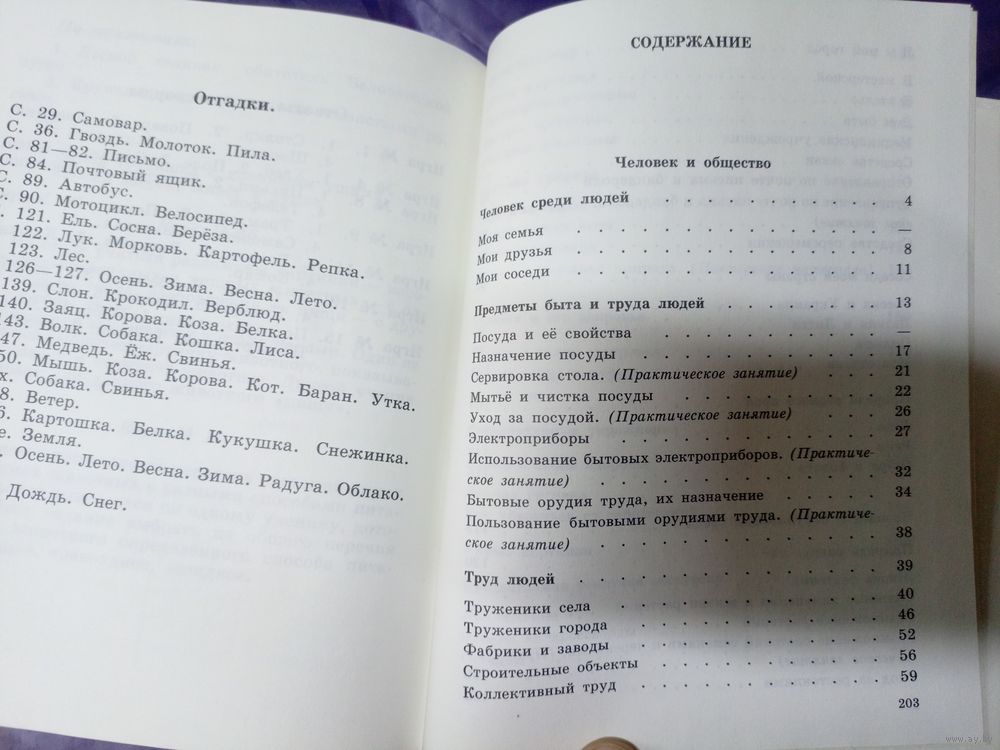 Отгадки.
С. 29. Самовар.
С. 36. Гвоздь. Молоток. Пила.
С. 81—82. Письмо.
С. 84. Почтовый ящик.
С. 89. Автобус.
90. Мотоцикл. Велосипед.
121. Ель. Сосна. Берёза.
122. Лук. Морковь. Картофель. Репка.
123. Лес.
126—127. Осень. Зима. Весна. Лето.
139. Слон. Крокодил. Верблюд.
140. Заяц. Корова. Коза. Белка.
143. Волк. Собака. Кошка. Лиса.
47. Медведь. Ёж. Свинья.
50. Мышь. Коза. Корова. Кот. Баран. Утка.
х. Собака. Свинья.
8. Ветер.
6. Картошка. Белка. Кукушка. Снежинка.
е. Земля.
. Осень. Лето. Весна. Зима. Радуга. Облако.
Дождь. Снег.
СОДЕРЖАНИЕ
Человек и общество
Человек среди людей . . . . . . . . . . 4
Моя семья . . . . . . . . . . . . . —
Мои друзья . . . . . . . . . . . . . 8
Мои соседи . . . . . . . . . . . . . 11
Предметы быта и труда людей . . . . . . . 13
Посуда и её свойства . . . . . . . . . . —
Назначение посуды . . . . . . . . . . . 17
Сервировка стола. (Практическое занятие) . . . 21
Мытьё и чистка посуды . . . . . . . . . 22
Уход за посудой. (Практическое занятие) . . . 26
Электроприборы . . . . . . . . . . . . 27
Использование бытовых электроприборов. (Практиче-
ское занятие) . . . . . . . . . . . . 32
Бытовые орудия труда, их назначение . . . . . 34
Пользование бытовыми орудиями труда. (Практиче-
ское занятие) . . . . . . . . . . . . 38
Труд людей . . . . . . . . . . . . . 39
Труженики села . . . . . . . . . . . . 40
Труженики города . . . . . . . . . . . 46
Фабрики и заводы . . . . . . . . . . . 52
Строительные объекты . . . . . . . . . . 56
Коллективный труд . . . . . . . . . . . 59
203
www.ay.by